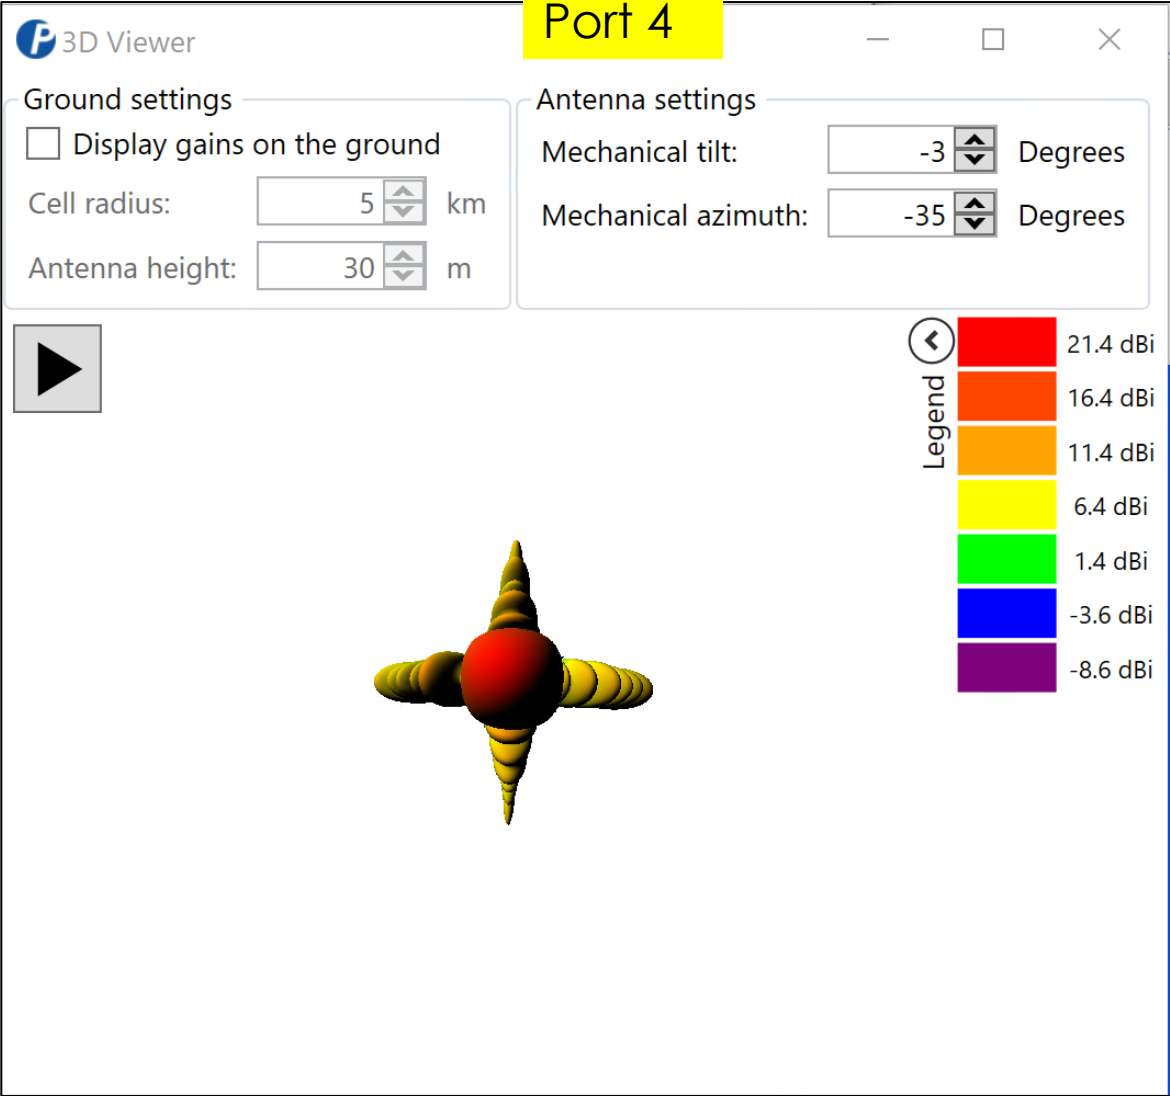 Port 4
3D Viewer
Ground settings
Display gains on the ground
Cell radius: 5 km
Antenna height: 30 m
Antenna settings
Mechanical tilt: -3 Degrees
Mechanical azimuth: -35 Degrees
Legend
21.4 dBi
16.4 dBi
11.4 dBi
6.4 dBi
1.4 dBi
-3.6 dBi
-8.6 dBi